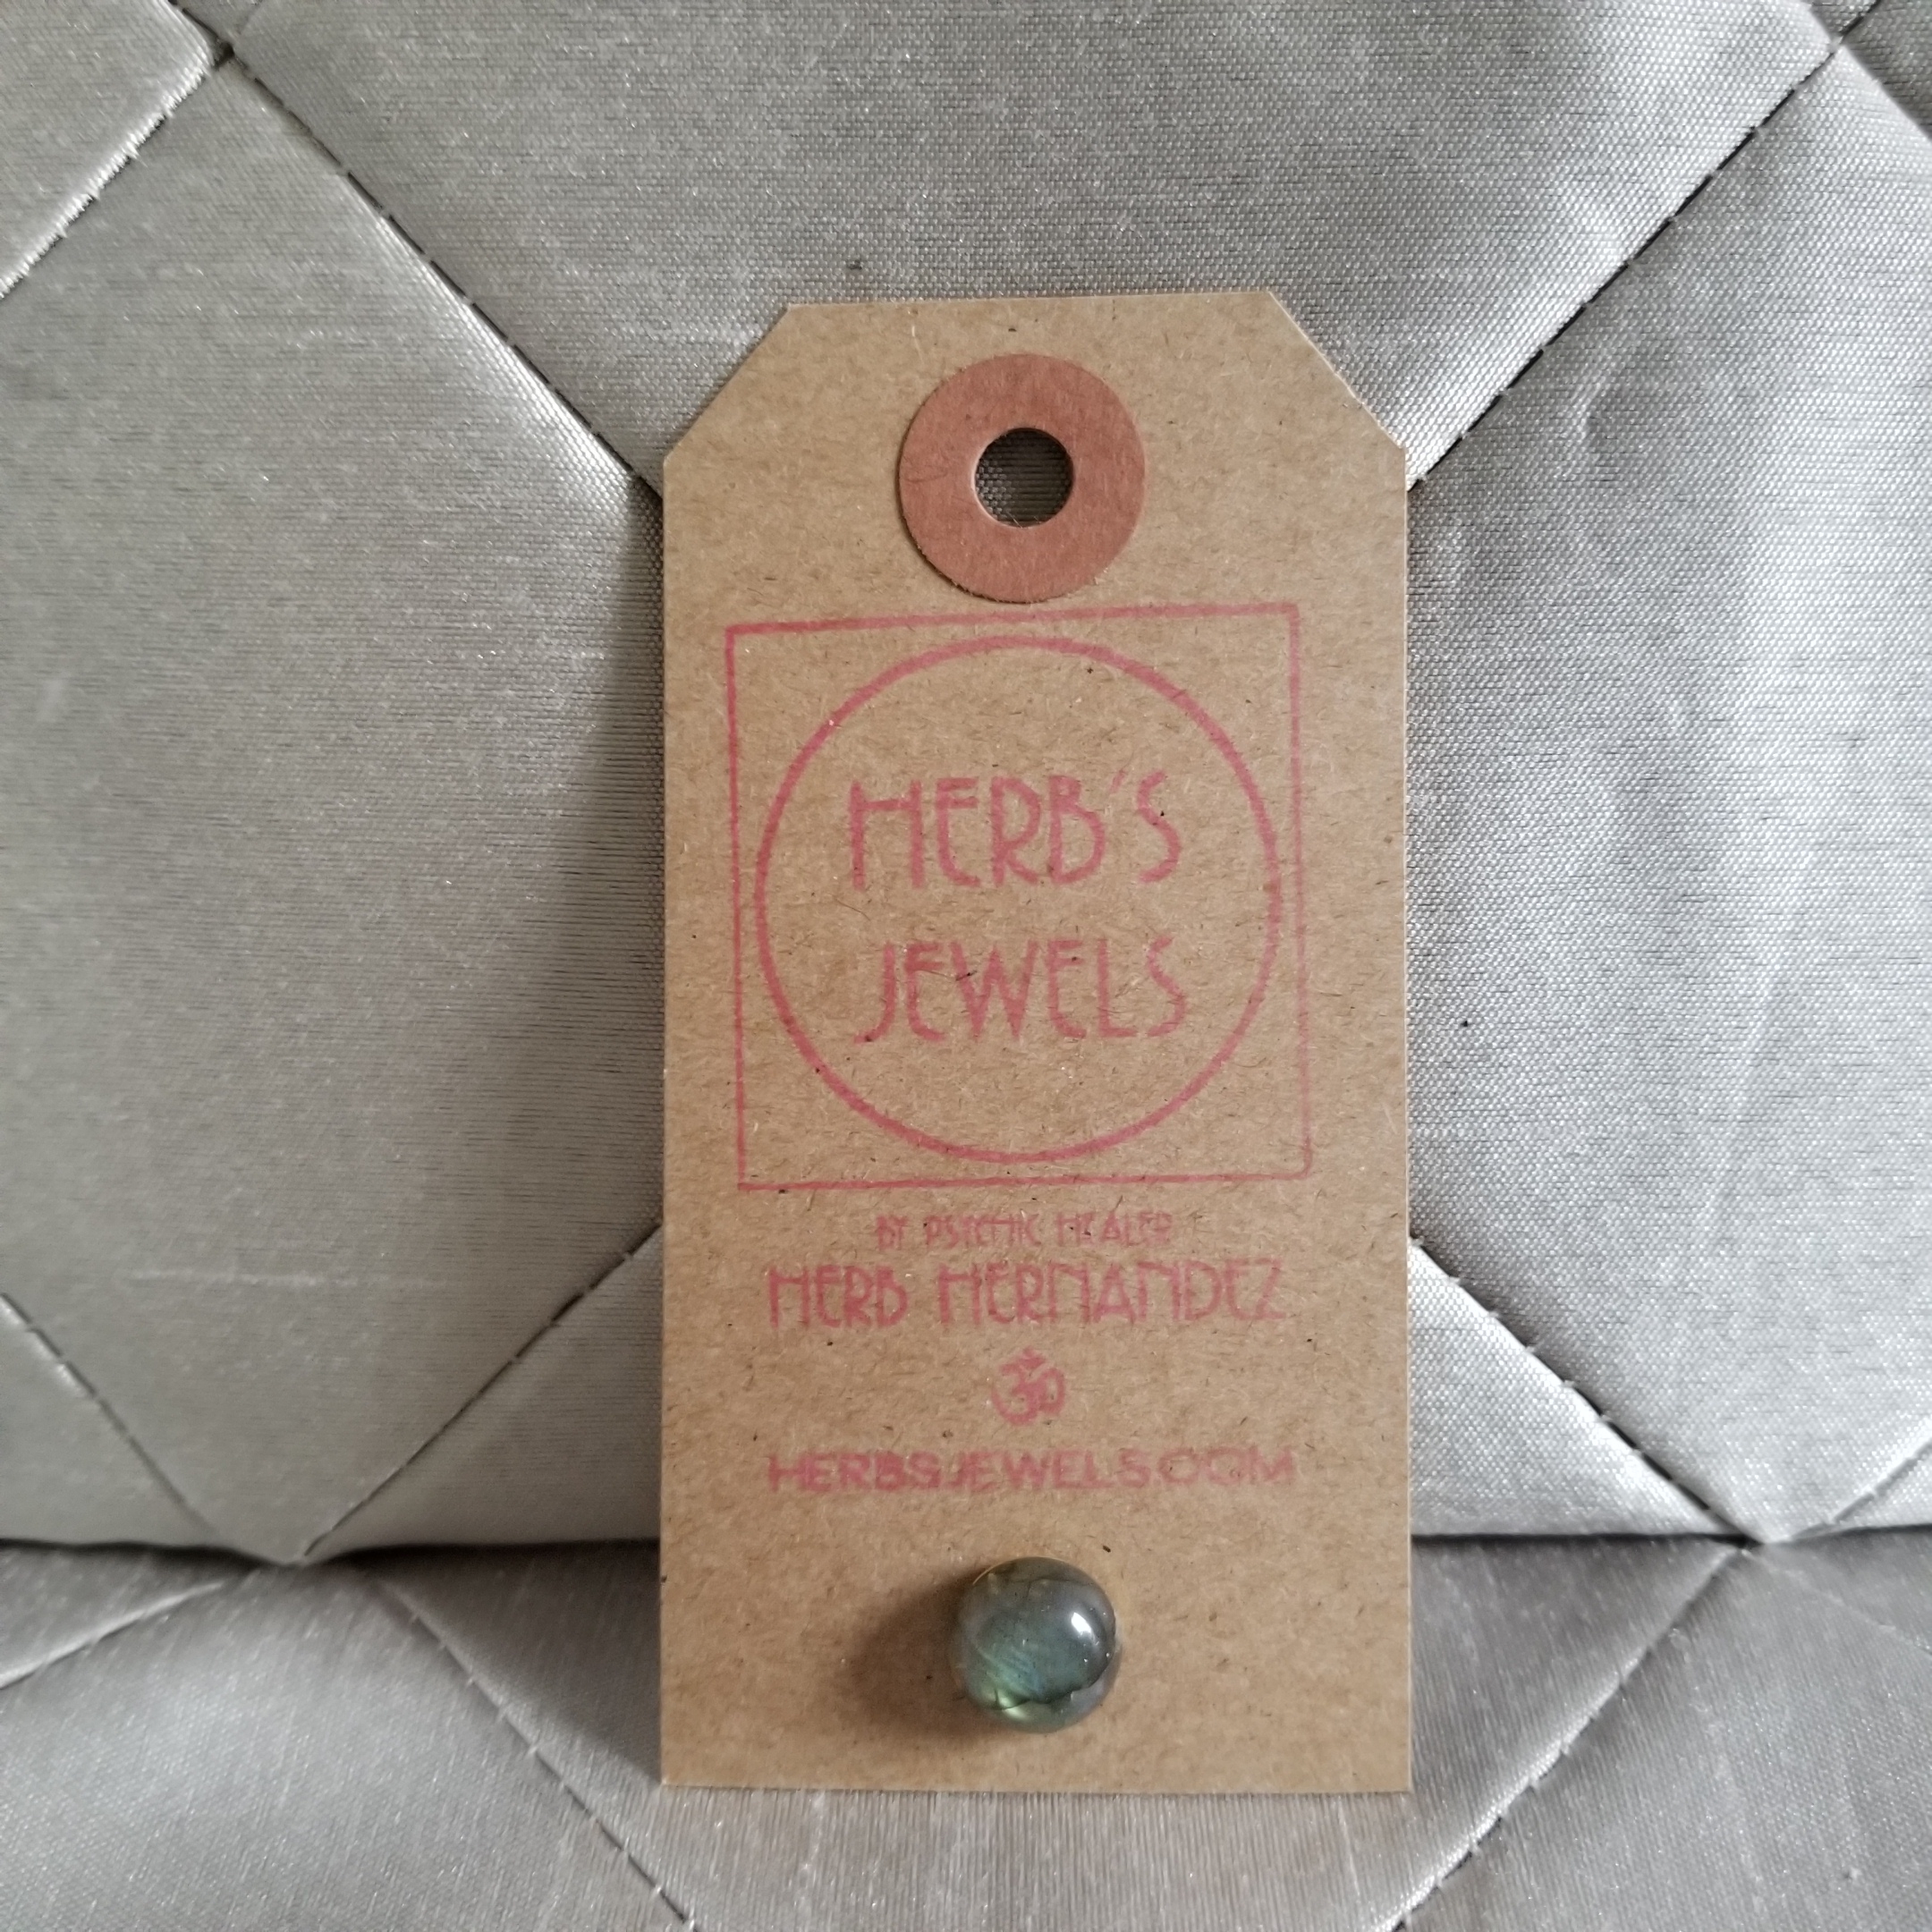 HERB'S
JEWELS
BY PSYCHIC HEALER
HERB HERNANDEZ
ॐ
HERBSJEWELS.COM